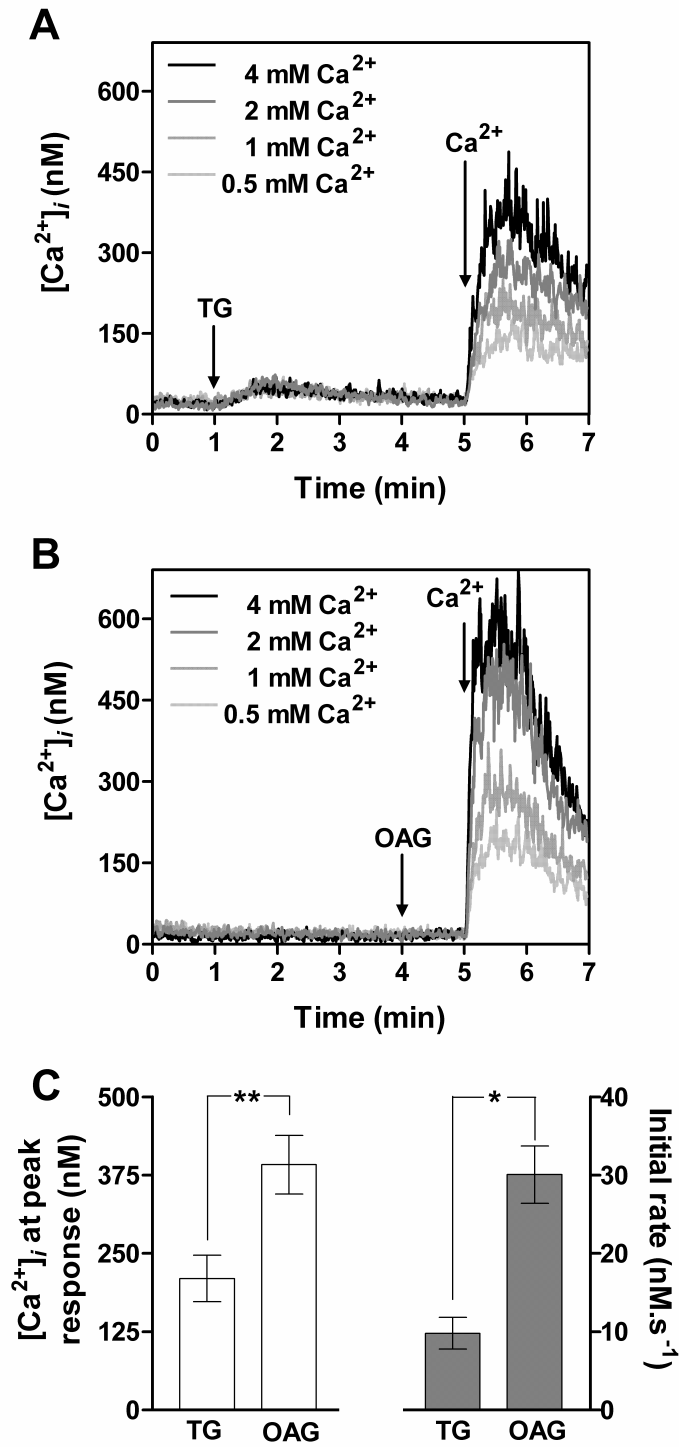 A
4 mM Ca²⁺
2 mM Ca²⁺
1 mM Ca²⁺
0.5 mM Ca²⁺
Ca²⁺
TG
600
450
300
150
0
[Ca²⁺]i (nM)
0 1 2 3 4 5 6 7
Time (min)
B
4 mM Ca²⁺
2 mM Ca²⁺
1 mM Ca²⁺
0.5 mM Ca²⁺
Ca²⁺
OAG
600
450
300
150
0
[Ca²⁺]i (nM)
0 1 2 3 4 5 6 7
Time (min)
C
[Ca²⁺]i at peak
response (nM)
500
375
250
125
0
**
TG OAG
*
TG OAG
40
30
20
10
0
Initial rate (nM.s⁻¹)